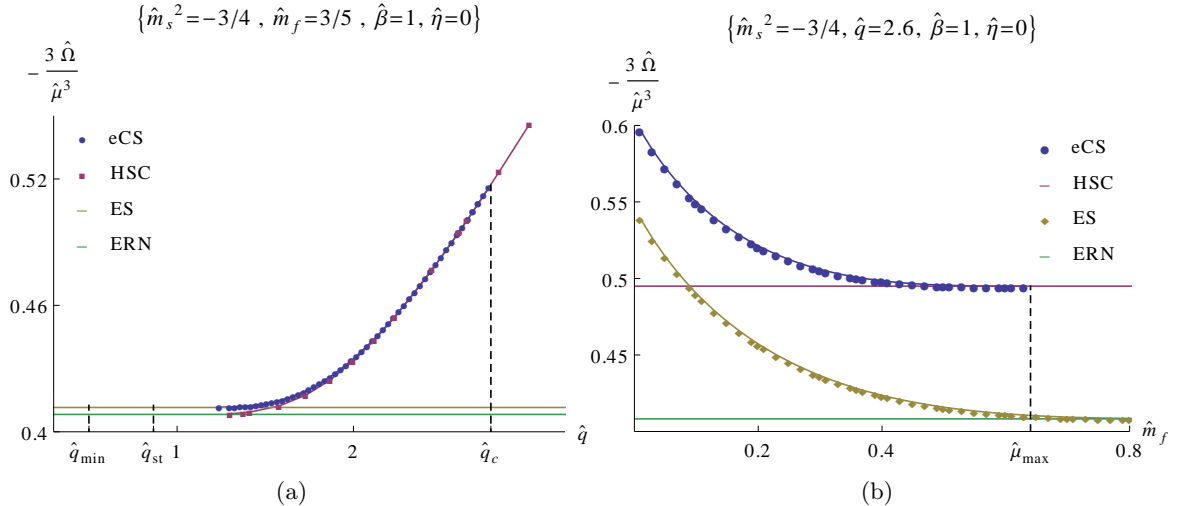 {m̂_s²=−3/4 , m̂_f=3/5 , β̂=1, η̂=0}
− 3 Ω̂ / μ̂³
eCS
HSC
ES
ERN
0.52
0.46
0.4
q̂_min q̂_st 1 2 q̂_c q̂
(a)
{m̂_s²=−3/4, q̂=2.6, β̂=1, η̂=0}
− 3 Ω̂ / μ̂³
0.6
eCS
HSC
ES
ERN
0.55
0.5
0.45
0.2 0.4 μ̂_max 0.8 m̂_f
(b)